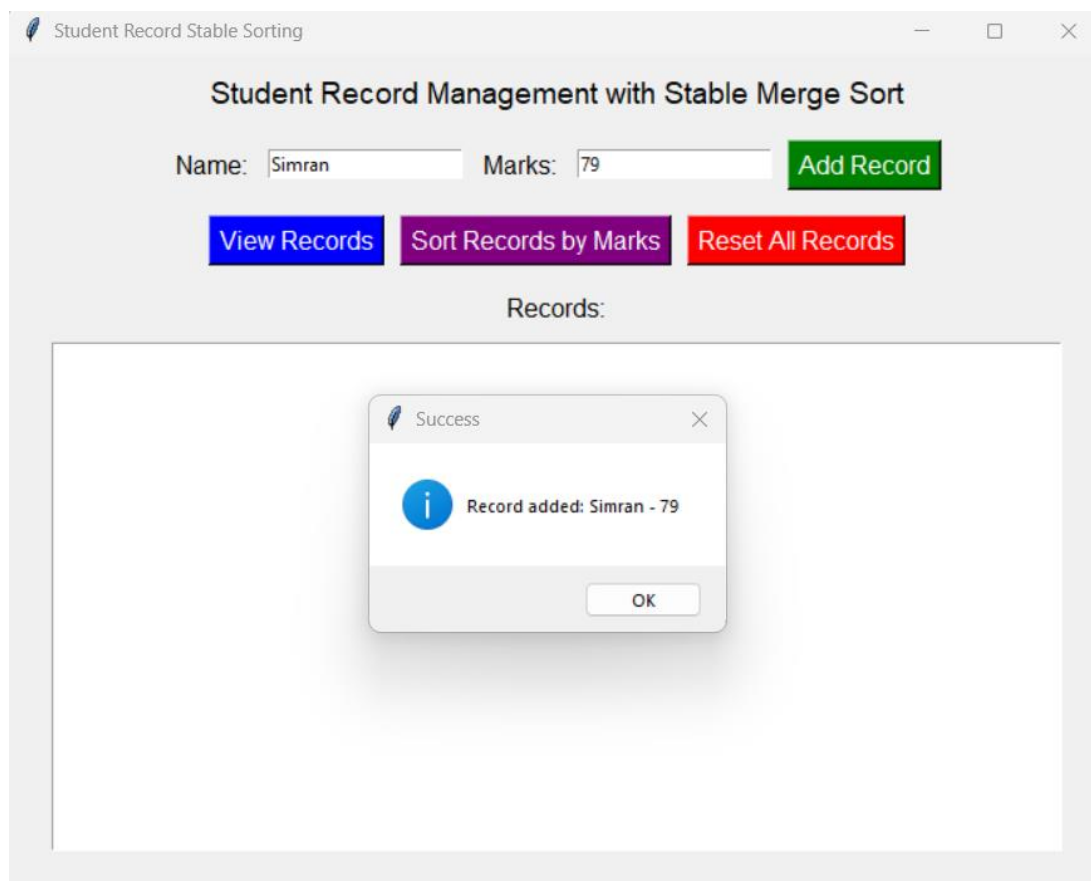 Student Record Stable Sorting
Student Record Management with Stable Merge Sort
Name: Simran Marks: 79 Add Record
View Records Sort Records by Marks Reset All Records
Records:
Success
Record added: Simran - 79
OK